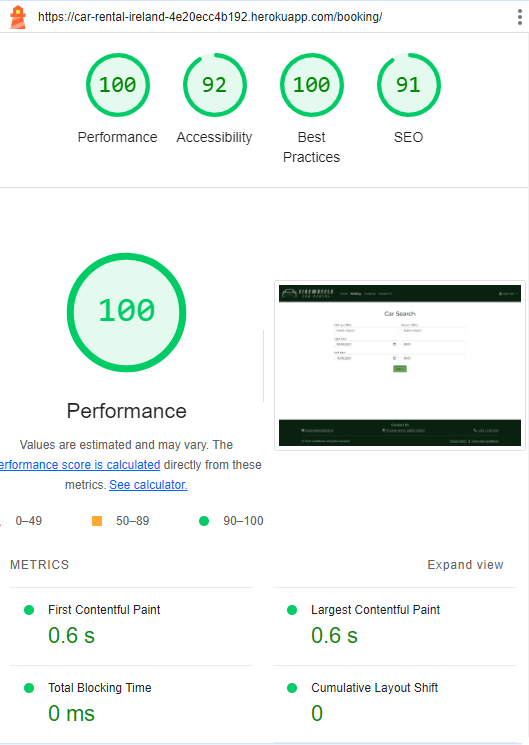 https://car-rental-ireland-4e20ecc4b192.herokuapp.com/booking/
100
92
100
91
Performance
Accessibility
Best
Practices
SEO
100
Performance
Values are estimated and may vary. The
erformance score is calculated directly from these
metrics. See calculator.
0–49
50–89
90–100
Car Search
METRICS
Expand view
First Contentful Paint
0.6 s
Largest Contentful Paint
0.6 s
Total Blocking Time
0 ms
Cumulative Layout Shift
0